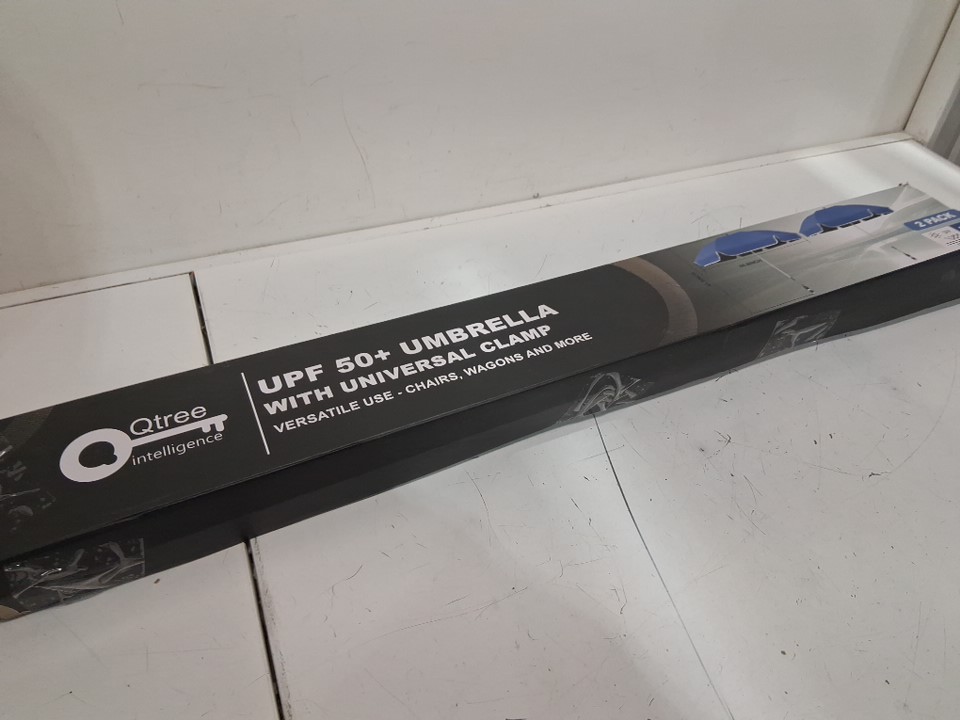 Qtree
intelligence
UPF 50+ UMBRELLA
WITH UNIVERSAL CLAMP
VERSATILE USE - CHAIRS, WAGONS AND MORE
2 PACK